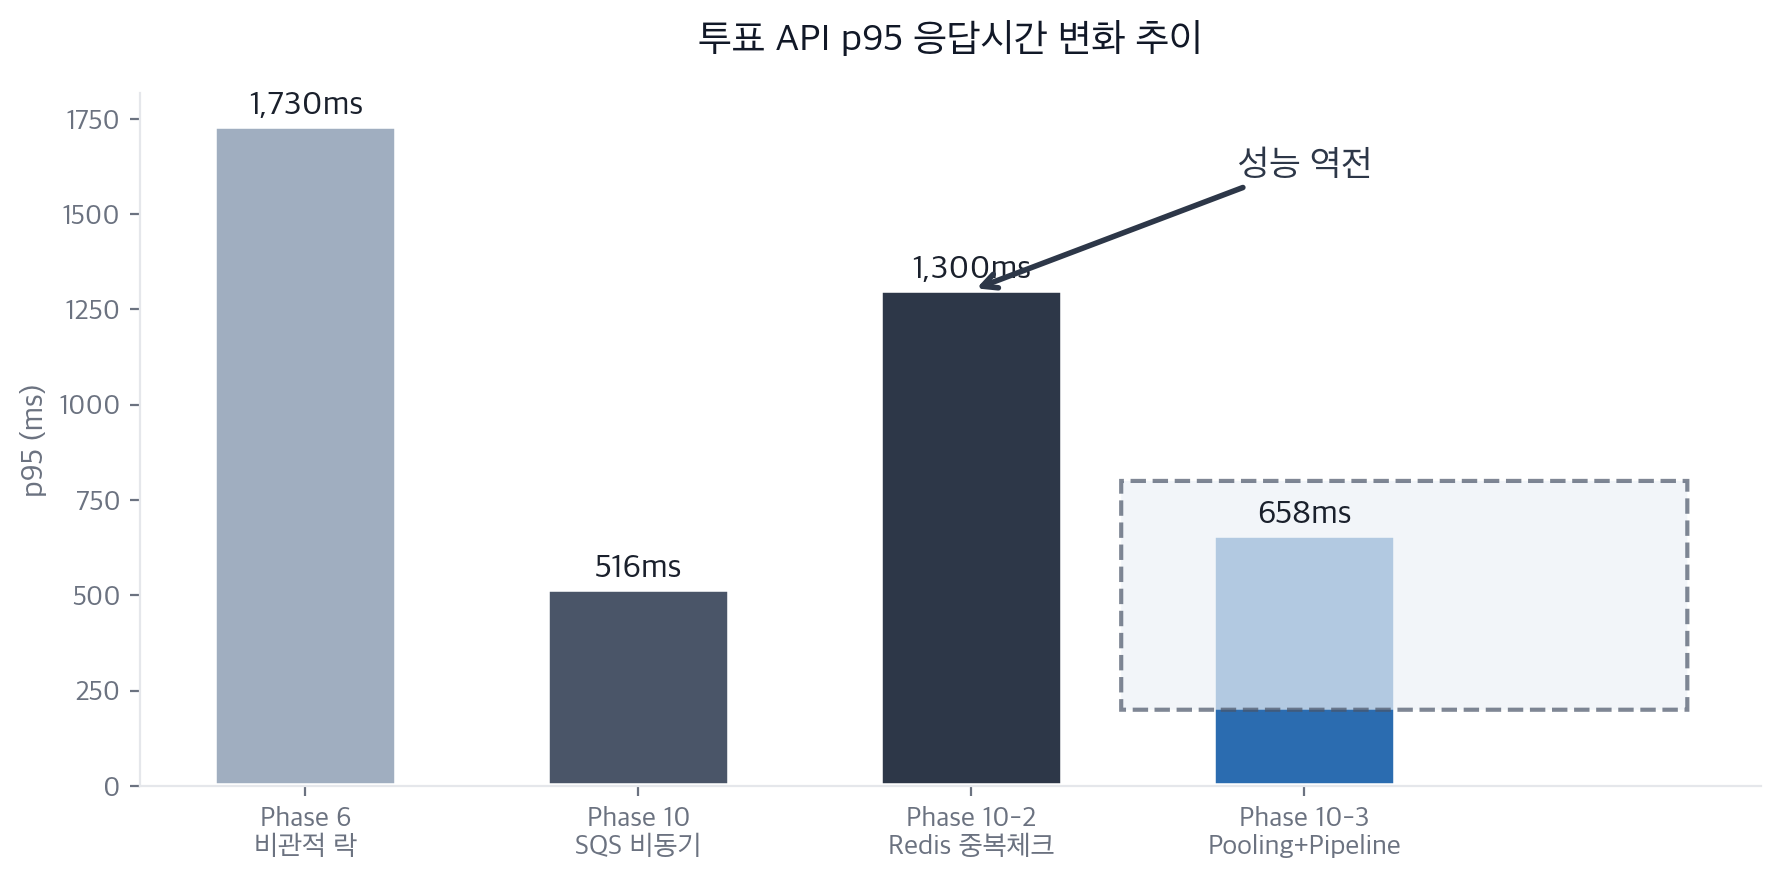 투표 API p95 응답시간 변화 추이
p95 (ms)
1750
1500
1250
1000
750
500
250
0
1,730ms
516ms
1,300ms
658ms
성능 역전
Phase 6
비관적 락
Phase 10
SQS 비동기
Phase 10-2
Redis 중복체크
Phase 10-3
Pooling+Pipeline